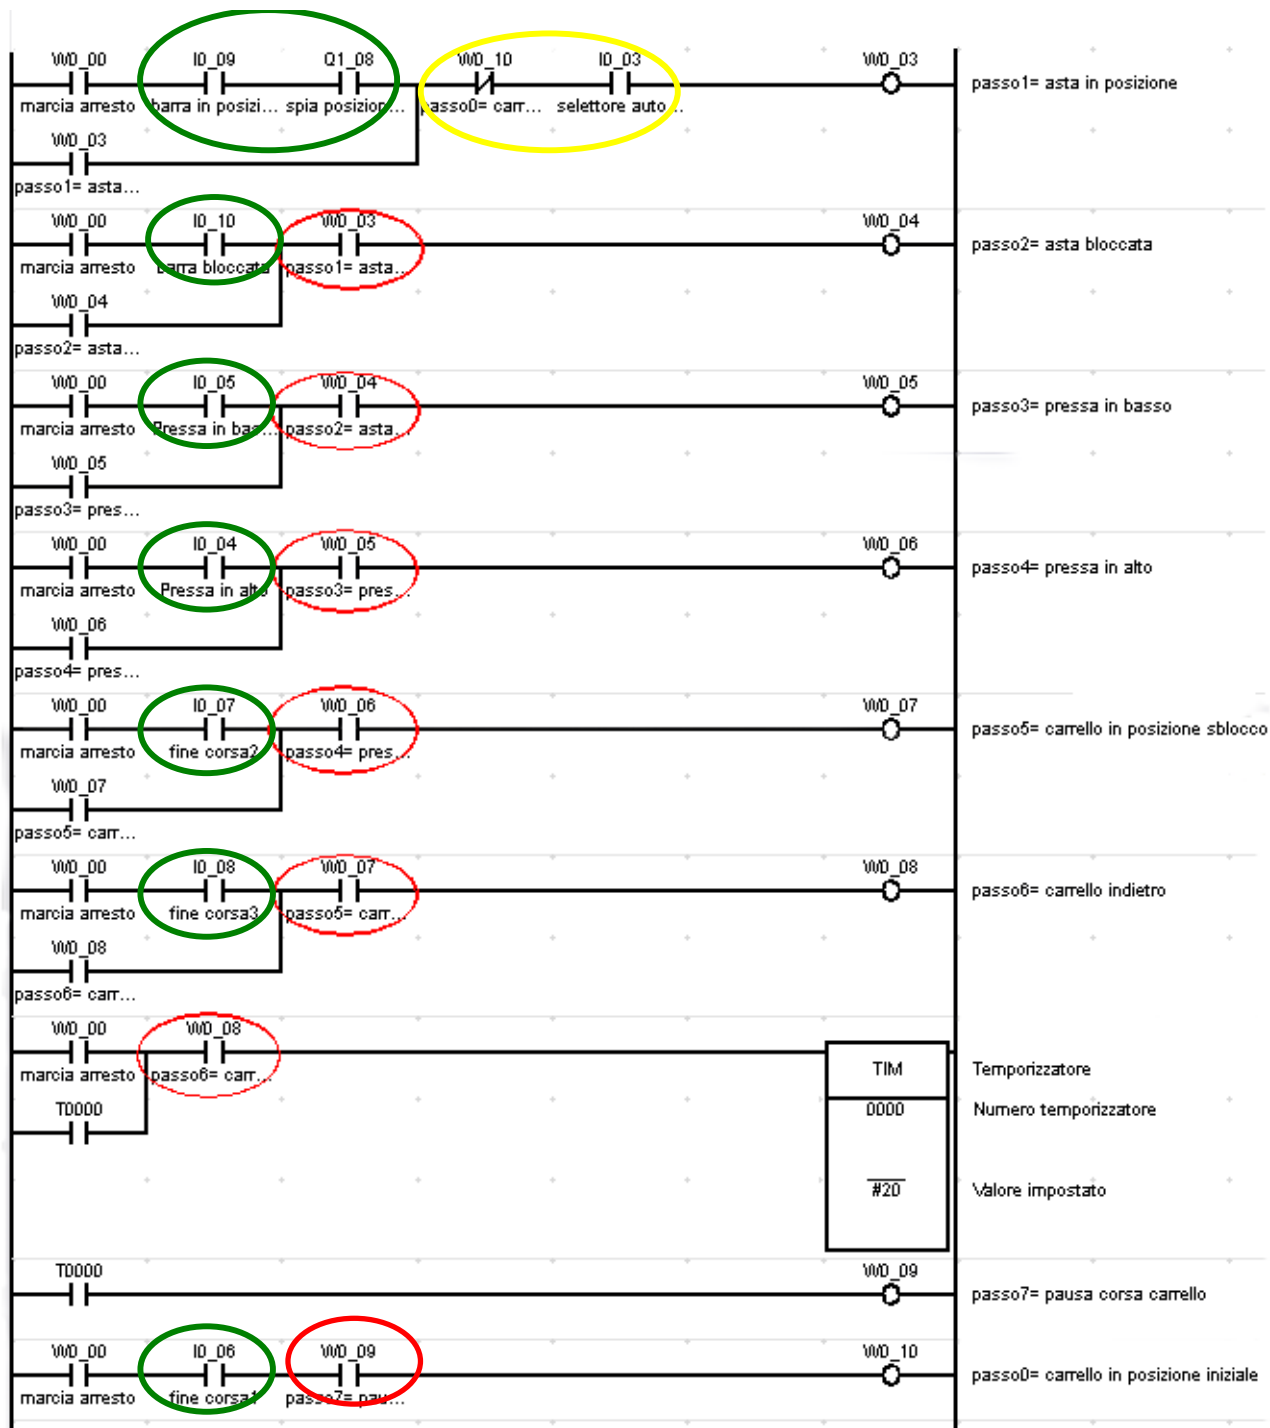 W0_00 I0_09 Q1_08 W0_10 I0_03 W0_03
marcia arresto barra in posizi... spia posizion... passo0= carr... selettore auto... passo1= asta in posizione
W0_03
passo1= asta...
W0_00 I0_10 W0_03 W0_04
marcia arresto barra bloccata passo1= asta... passo2= asta bloccata
W0_04
passo2= asta...
W0_00 I0_05 W0_04 W0_05
marcia arresto Pressa in bas... passo2= asta... passo3= pressa in basso
W0_05
passo3= pres...
W0_00 I0_04 W0_05 W0_06
marcia arresto Pressa in alto passo3= pres... passo4= pressa in alto
W0_06
passo4= pres...
W0_00 I0_07 W0_06 W0_07
marcia arresto fine corsa2 passo4= pres... passo5= carrello in posizione sblocco
W0_07
passo5= carr...
W0_00 I0_08 W0_07 W0_08
marcia arresto fine corsa3 passo5= carr... passo6= carrello indietro
W0_08
passo6= carr...
W0_00 W0_08
marcia arresto passo6= carr... TIM Temporizzatore
T0000 0000 Numero temporizzatore
#20 Valore impostato
T0000 W0_09
passo7= pausa corsa carrello
W0_00 I0_06 W0_09 W0_10
marcia arresto fine corsa1 passo7= pau... passo0= carrello in posizione iniziale